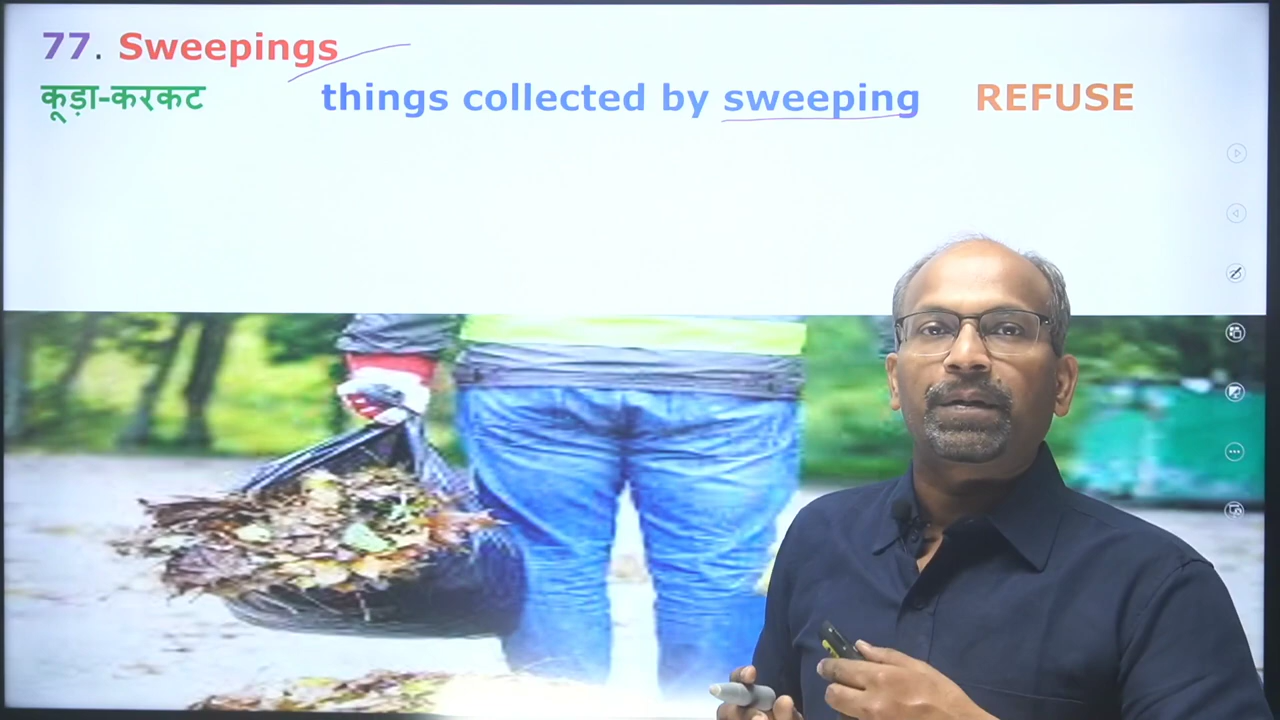 77. Sweepings
कूड़ा-करकट things collected by sweeping REFUSE